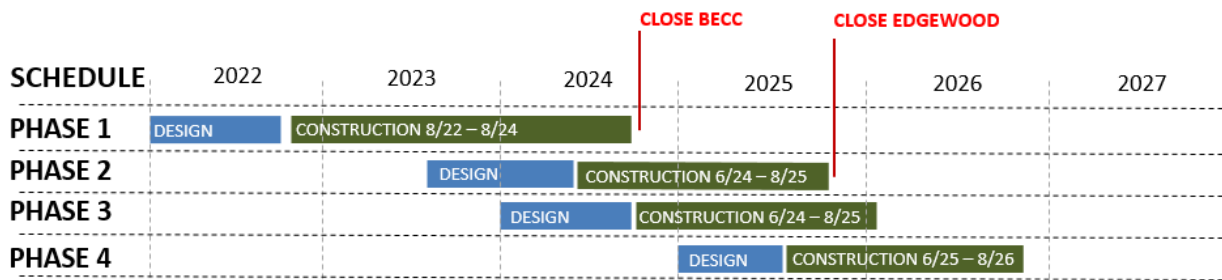 CLOSE BECC CLOSE EDGEWOOD
SCHEDULE 2022 2023 2024 2025 2026 2027
PHASE 1 DESIGN CONSTRUCTION 8/22 – 8/24
PHASE 2 DESIGN CONSTRUCTION 6/24 – 8/25
PHASE 3 DESIGN CONSTRUCTION 6/24 – 8/25
PHASE 4 DESIGN CONSTRUCTION 6/25 – 8/26